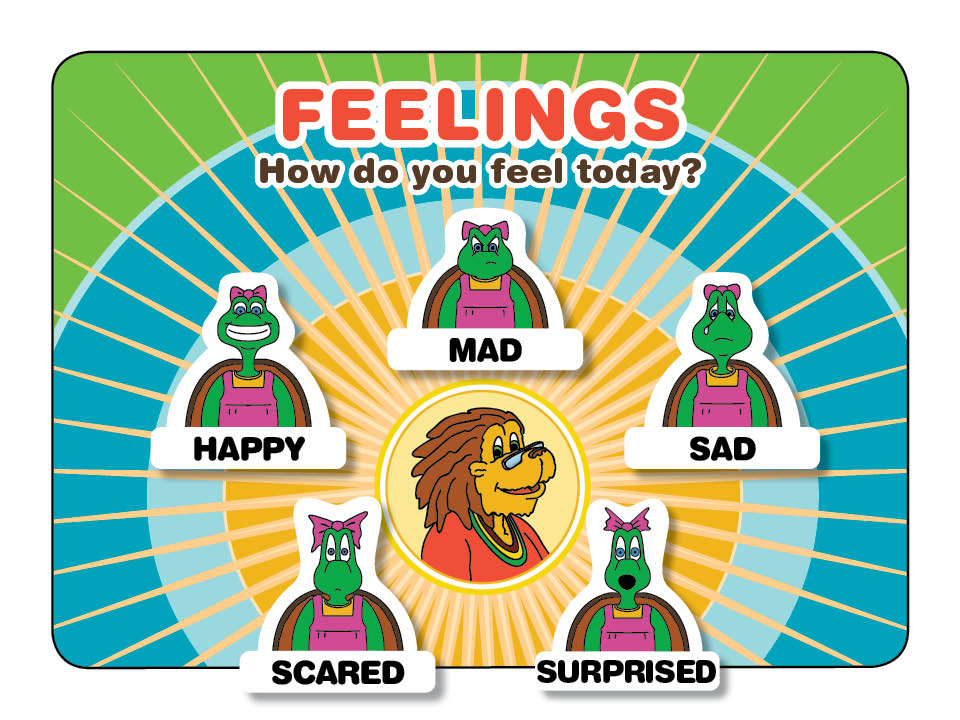 FEELINGS
How do you feel today?
MAD
HAPPY
SAD
SCARED
SURPRISED